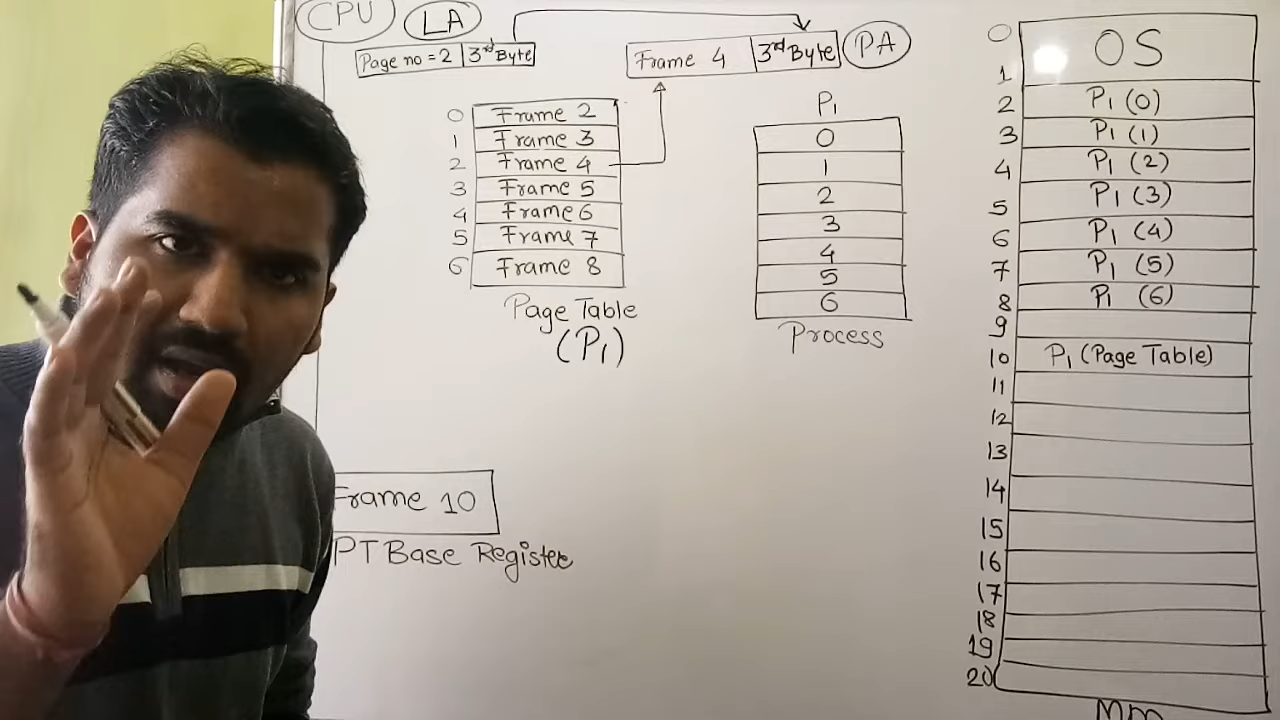 CPU
LA
Page no = 2 3rd Byte
Frame 4 3rd Byte
PA
0 Frame 2
1 Frame 3
2 Frame 4
3 Frame 5
4 Frame 6
5 Frame 7
6 Frame 8
Page Table
(P1)
P1
0
1
2
3
4
5
6
Process
Frame 10
PT Base Register
0 OS
1
2 P1 (0)
3 P1 (1)
4 P1 (2)
5 P1 (3)
6 P1 (4)
7 P1 (5)
8 P1 (6)
9
10 P1 (Page Table)
11
12
13
14
15
16
17
18
19
20
MM